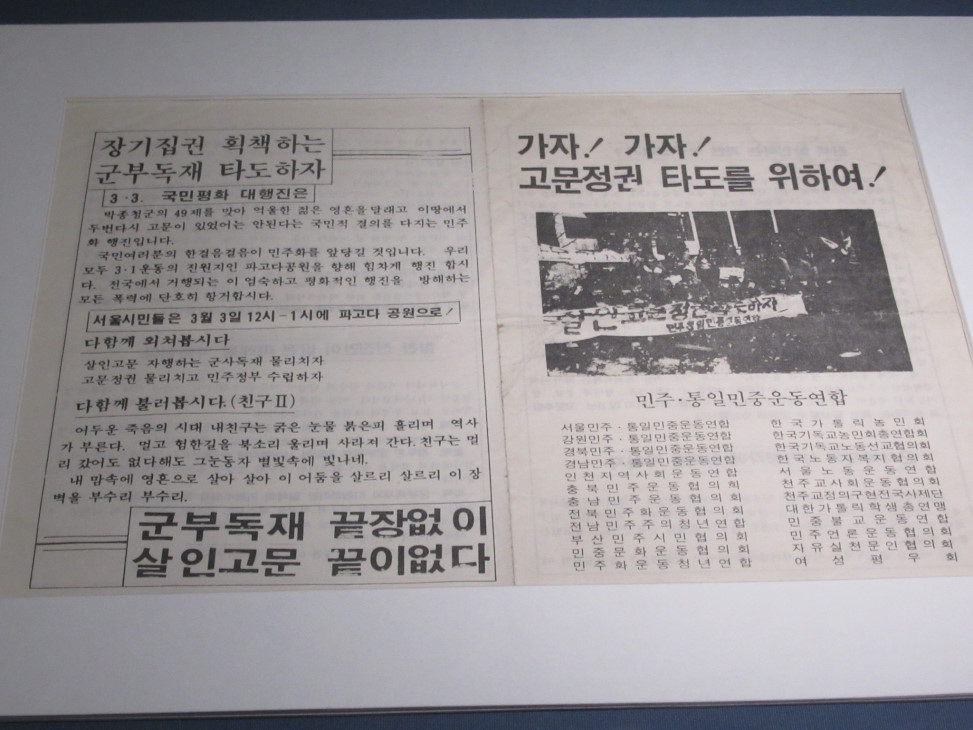 장기집권 획책하는
군부독재 타도하자
3·3. 국민평화 대행진은
박종철군의 49제를 맞아 억울한 젊은 영혼을 달래고 이땅에서
두번다시 고문이 있었어는 안된다는 국민적 결의를 다지는 민주
화 행진입니다.
국민여러분의 한걸음걸음이 민주화를 앞당길 것입니다. 우리
모두 3·1운동의 진원지인 파고다공원을 향해 힘차게 행진 합시
다. 전국에서 거행되는 이 엄숙하고 평화적인 행진을 방해하는
모든 폭력에 단호히 항거합시다.
서울시민들은 3월 3일 12시-1시에 파고다 공원으로!
다함께 외쳐봅시다
살인고문 자행하는 군사독재 물리치자
고문정권 물리치고 민주정부 수립하자
다함께 불러봅시다.(친구Ⅱ)
어두운 죽음의 시대 내친구는 굵은 눈물 붉은피 흘리며 역사
가 부른다. 멀고 험한길을 북소리 울리며 사라져 간다. 친구는 멀
리 갔어도 없다해도 그눈동자 별빛속에 빛나네.
내 맘속에 영혼으로 살아 살아 이 어둠을 살르리 살르리 이 장
벽을 부수리 부수리.
군부독재 끝장없이
살인고문 끝이없다
가자! 가자!
고문정권 타도를 위하여!
민주·통일민중운동연합
서울민주·통일민중운동연합
강원민주·통일민중운동연합
경북민주·통일민중운동연합
경남민주·통일민중운동연합
인천지역사회운동연합
충북민주운동협의회
충남민주운동협의회
전북민주화운동협의회
전남민주주의청년연합
부산민주시민협의회
민중문화운동협의회
민주화운동청년연합
한국가톨릭농민회
한국기독교농민회총연합회
한국기독교노동선교협의회
한국노동자복지협의회
서울노동운동연합
천주교사회운동협의회
천주교정의구현전국사제단
대한가톨릭학생총연맹
민중불교운동연합
민주언론운동협의회
자유실천문인협의회
여성평우회